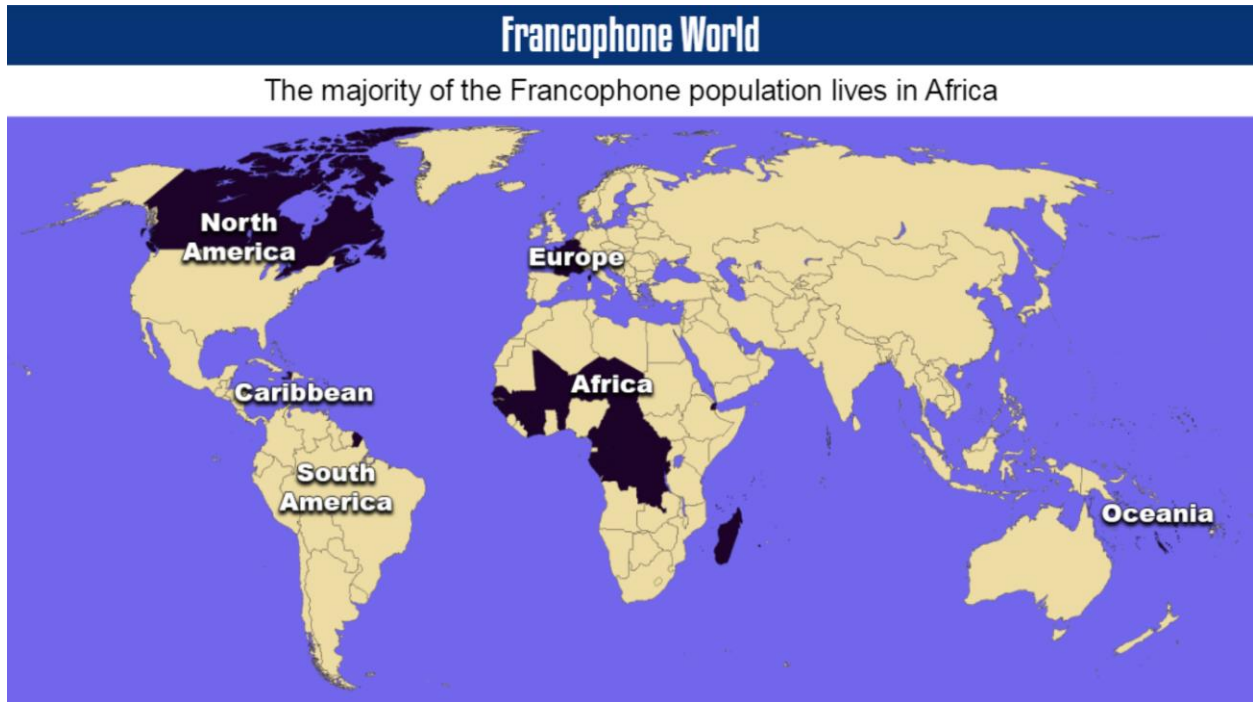 Francophone World
The majority of the Francophone population lives in Africa
North
America
Europe
Africa
Caribbean
South
America
Oceania